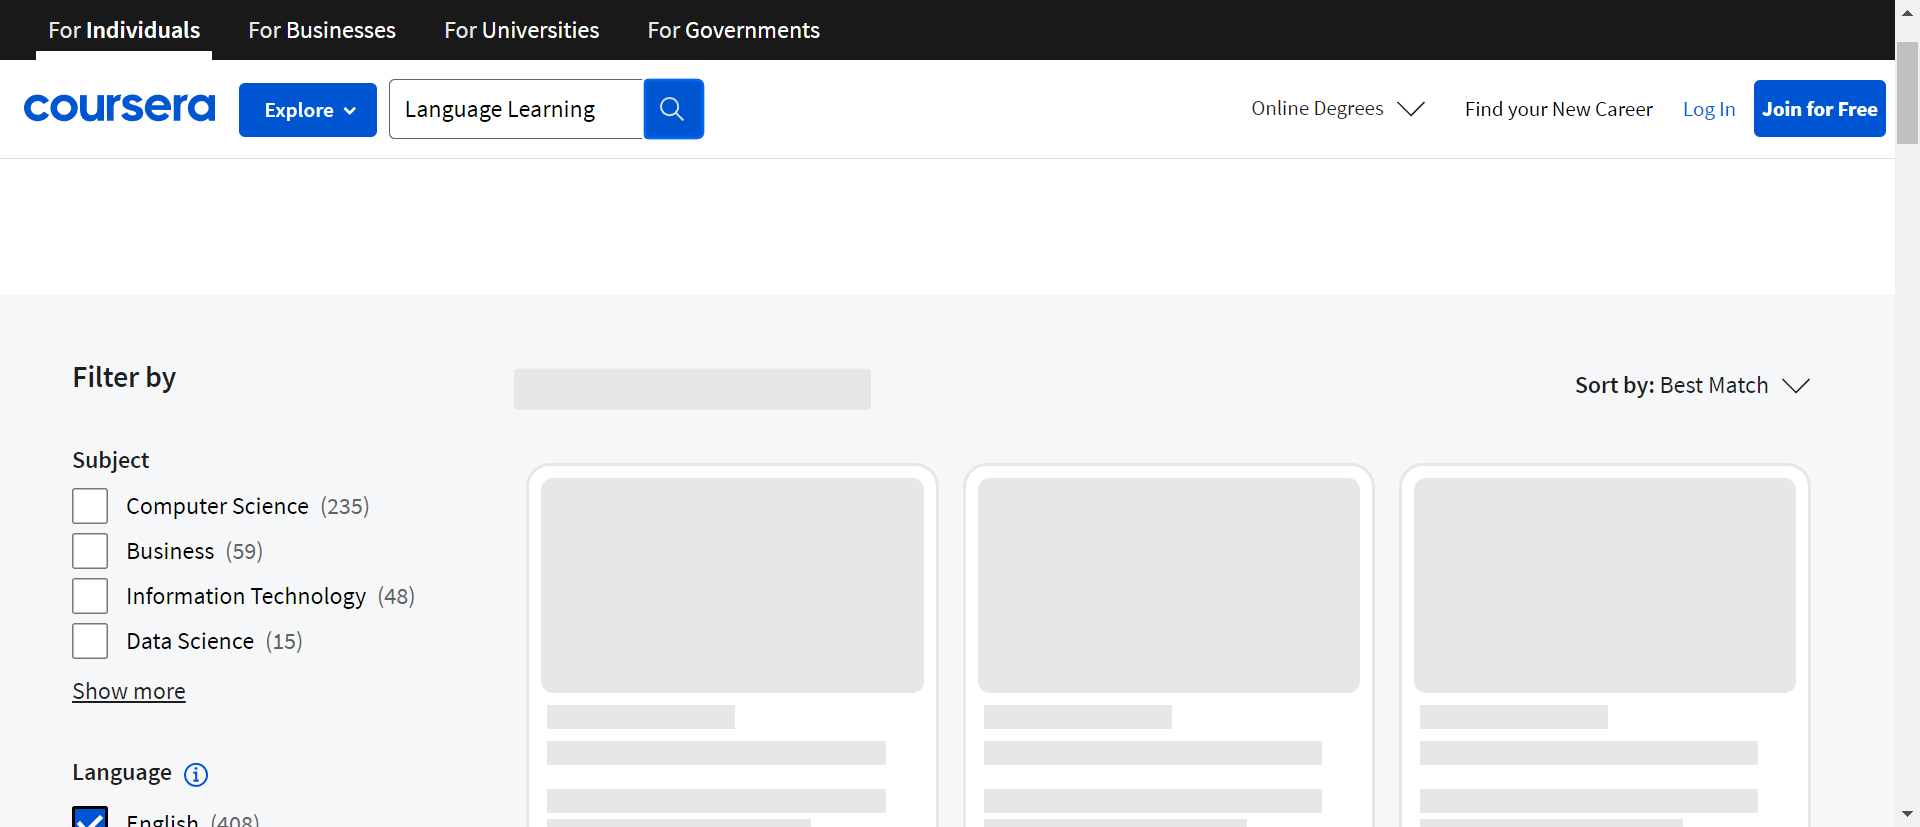 For Individuals For Businesses For Universities For Governments
coursera Explore Language Learning Online Degrees Find your New Career Log In Join for Free
Filter by
Sort by: Best Match
Subject
Computer Science (235)
Business (59)
Information Technology (48)
Data Science (15)
Show more
Language
English (408)